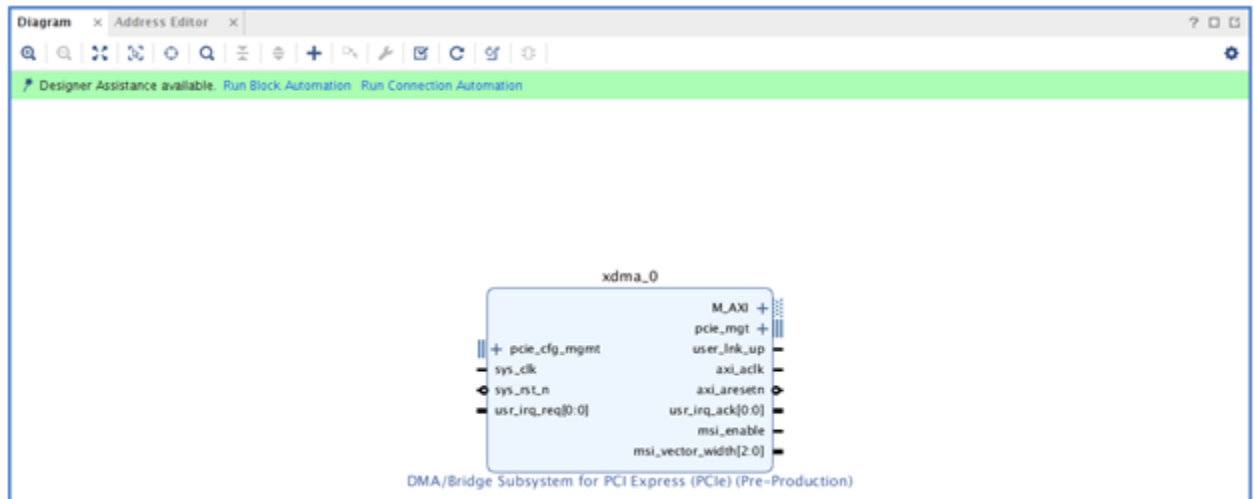 Diagram × Address Editor ×
?
Designer Assistance available. Run Block Automation Run Connection Automation
xdma_0
M_AXI
pcie_mgt
pcie_cfg_mgmt user_lnk_up
sys_clk axi_aclk
sys_rst_n axi_aresetn
usr_irq_req[0:0] usr_irq_ack[0:0]
msi_enable
msi_vector_width[2:0]
DMA/Bridge Subsystem for PCI Express (PCIe) (Pre-Production)